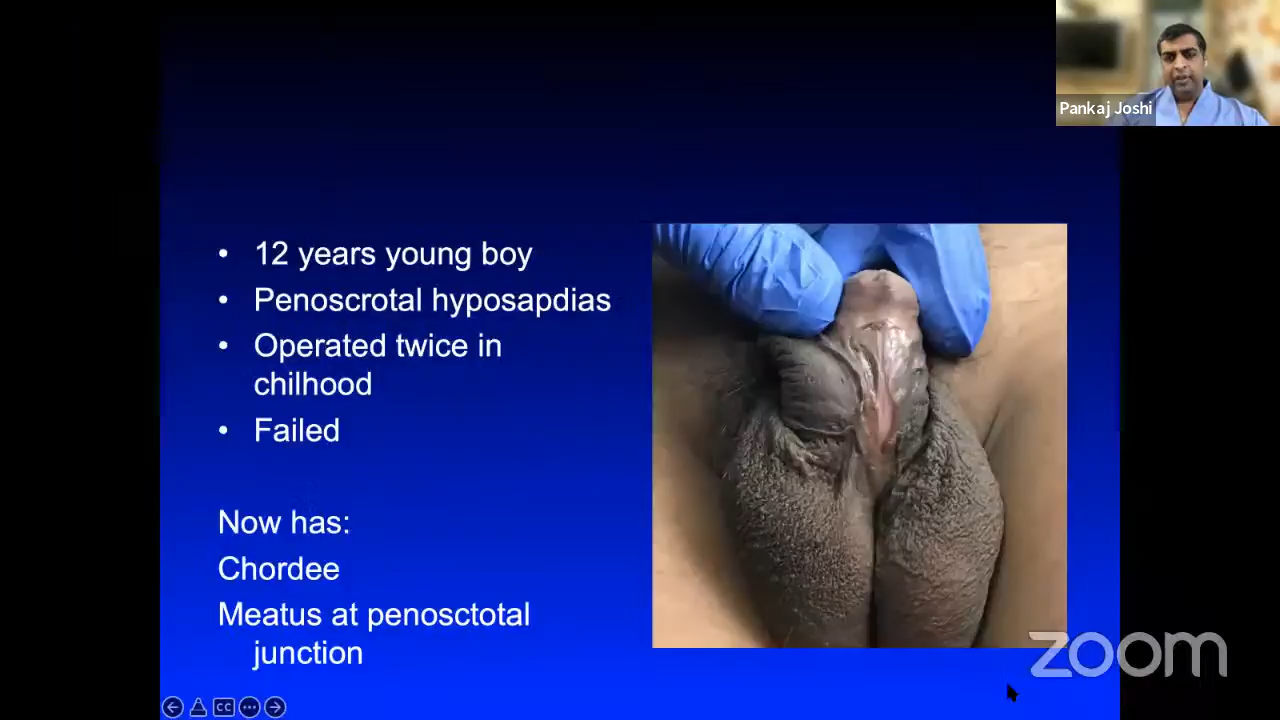 Pankaj Joshi
• 12 years young boy
• Penoscrotal hyposapdias
• Operated twice in
chilhood
• Failed
Now has:
Chordee
Meatus at penosctotal
junction
zoom
CC